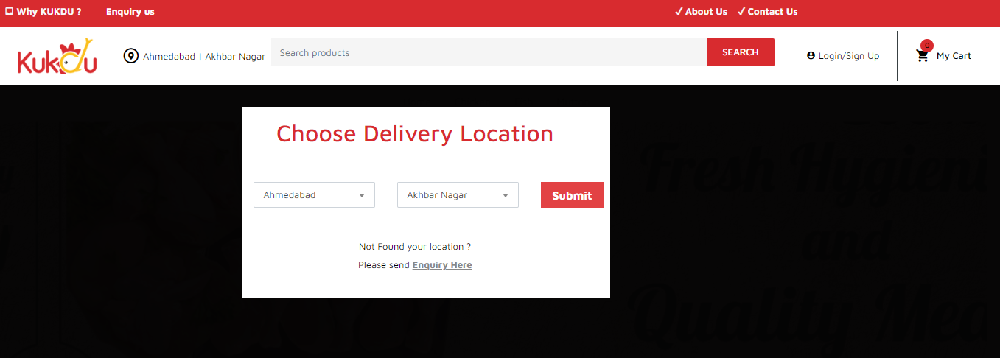 Why KUKDU ? Enquiry us About Us Contact Us
KukdU
Ahmedabad | Akhbar Nagar Search products SEARCH Login/Sign Up 0 My Cart
Choose Delivery Location
Ahmedabad Akhbar Nagar Submit
Not Found your location ?
Please send Enquiry Here
Fresh Hygieni
and
Quality Mea